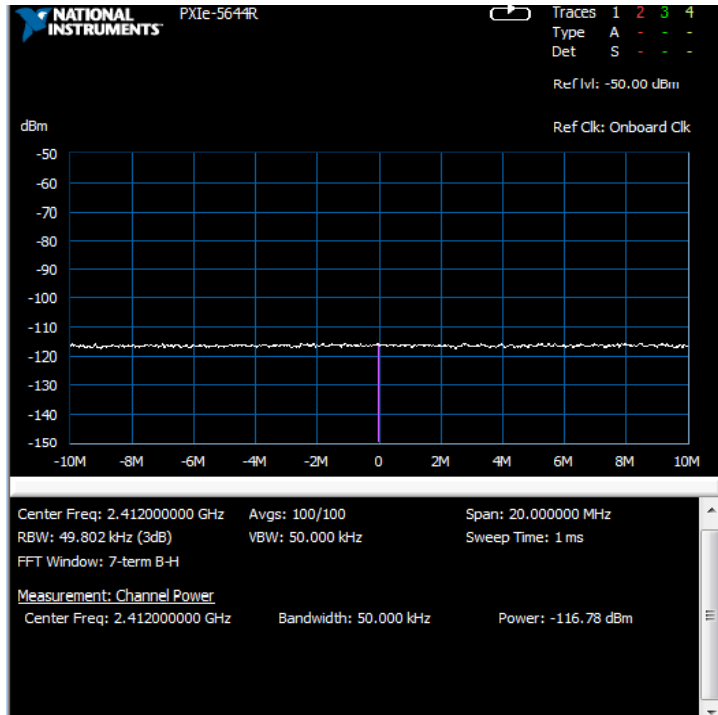 NATIONAL INSTRUMENTS™ PXIe-5644R Traces 1 2 3 4
Type A - - -
Det S - - -
Ref lvl: -50.00 dBm
dBm Ref Clk: Onboard Clk
-50
-60
-70
-80
-90
-100
-110
-120
-130
-140
-150
-10M -8M -6M -4M -2M 0 2M 4M 6M 8M 10M
Center Freq: 2.412000000 GHz Avgs: 100/100 Span: 20.000000 MHz
RBW: 49.802 kHz (3dB) VBW: 50.000 kHz Sweep Time: 1 ms
FFT Window: 7-term B-H
Measurement: Channel Power
Center Freq: 2.412000000 GHz Bandwidth: 50.000 kHz Power: -116.78 dBm